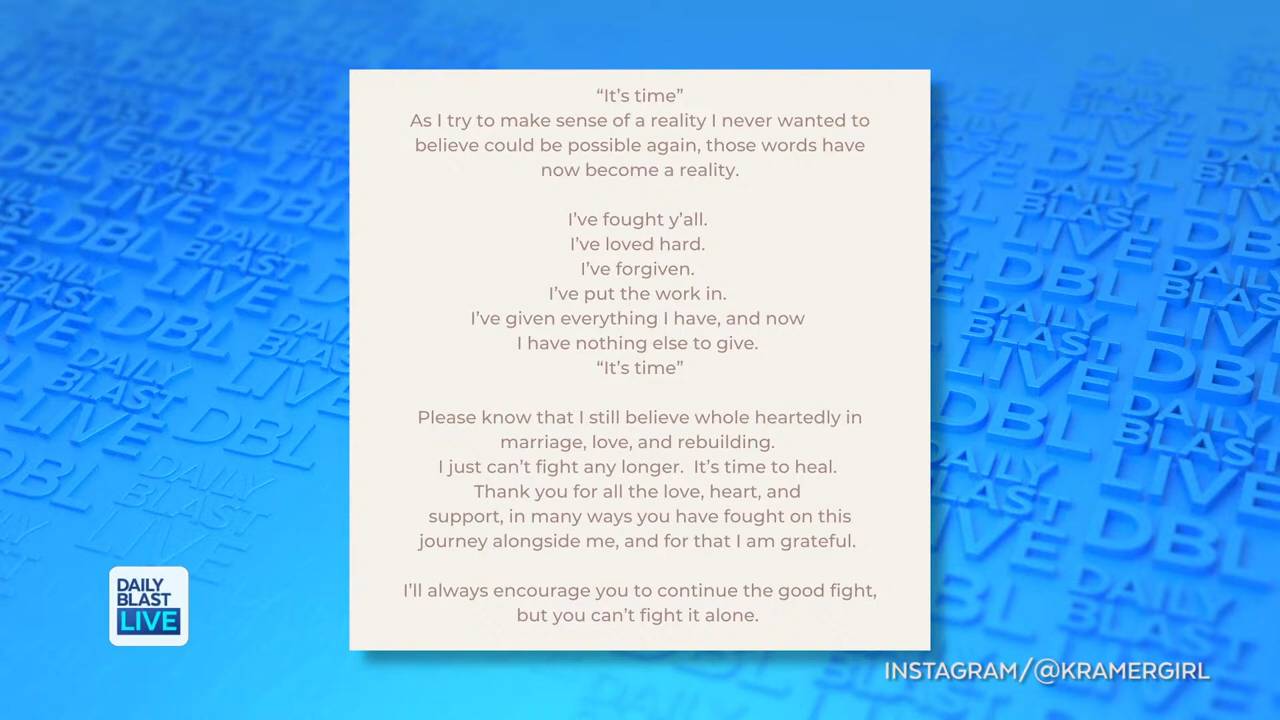 “It’s time”
As I try to make sense of a reality I never wanted to
believe could be possible again, those words have
now become a reality.
I’ve fought y’all.
I’ve loved hard.
I’ve forgiven.
I’ve put the work in.
I’ve given everything I have, and now
I have nothing else to give.
“It’s time”
Please know that I still believe whole heartedly in
marriage, love, and rebuilding.
I just can’t fight any longer.  It’s time to heal.
Thank you for all the love, heart, and
support, in many ways you have fought on this
journey alongside me, and for that I am grateful.
I’ll always encourage you to continue the good fight,
but you can’t fight it alone.
DAILY
BLAST
LIVE
INSTAGRAM/@KRAMERGIRL